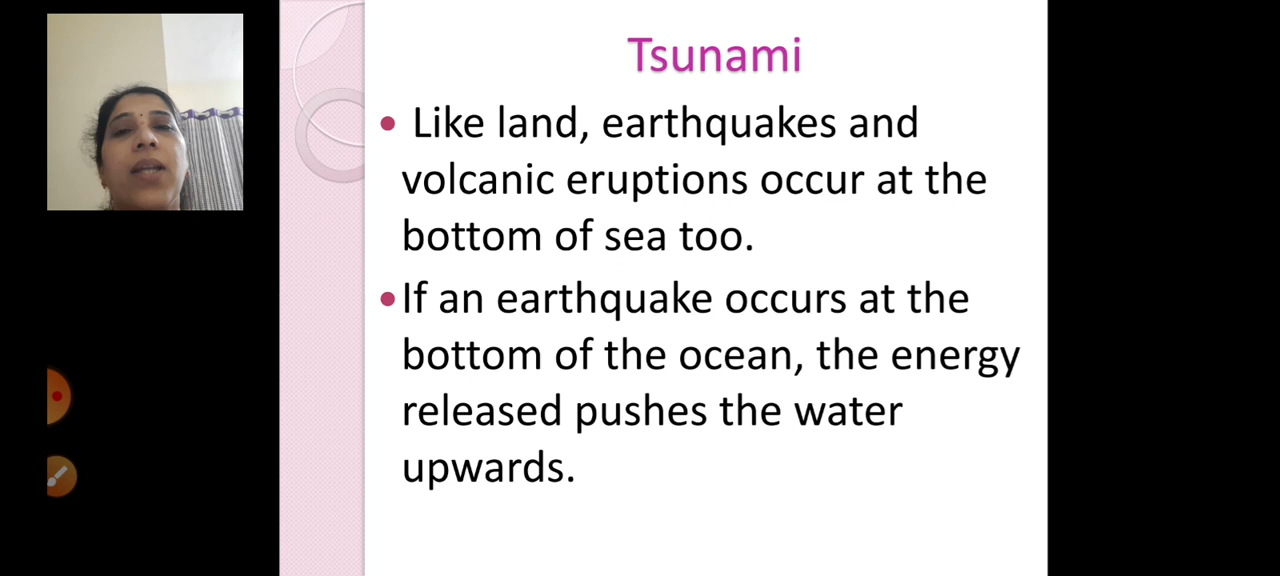 Tsunami
• Like land, earthquakes and
volcanic eruptions occur at the
bottom of sea too.
•If an earthquake occurs at the
bottom of the ocean, the energy
released pushes the water
upwards.